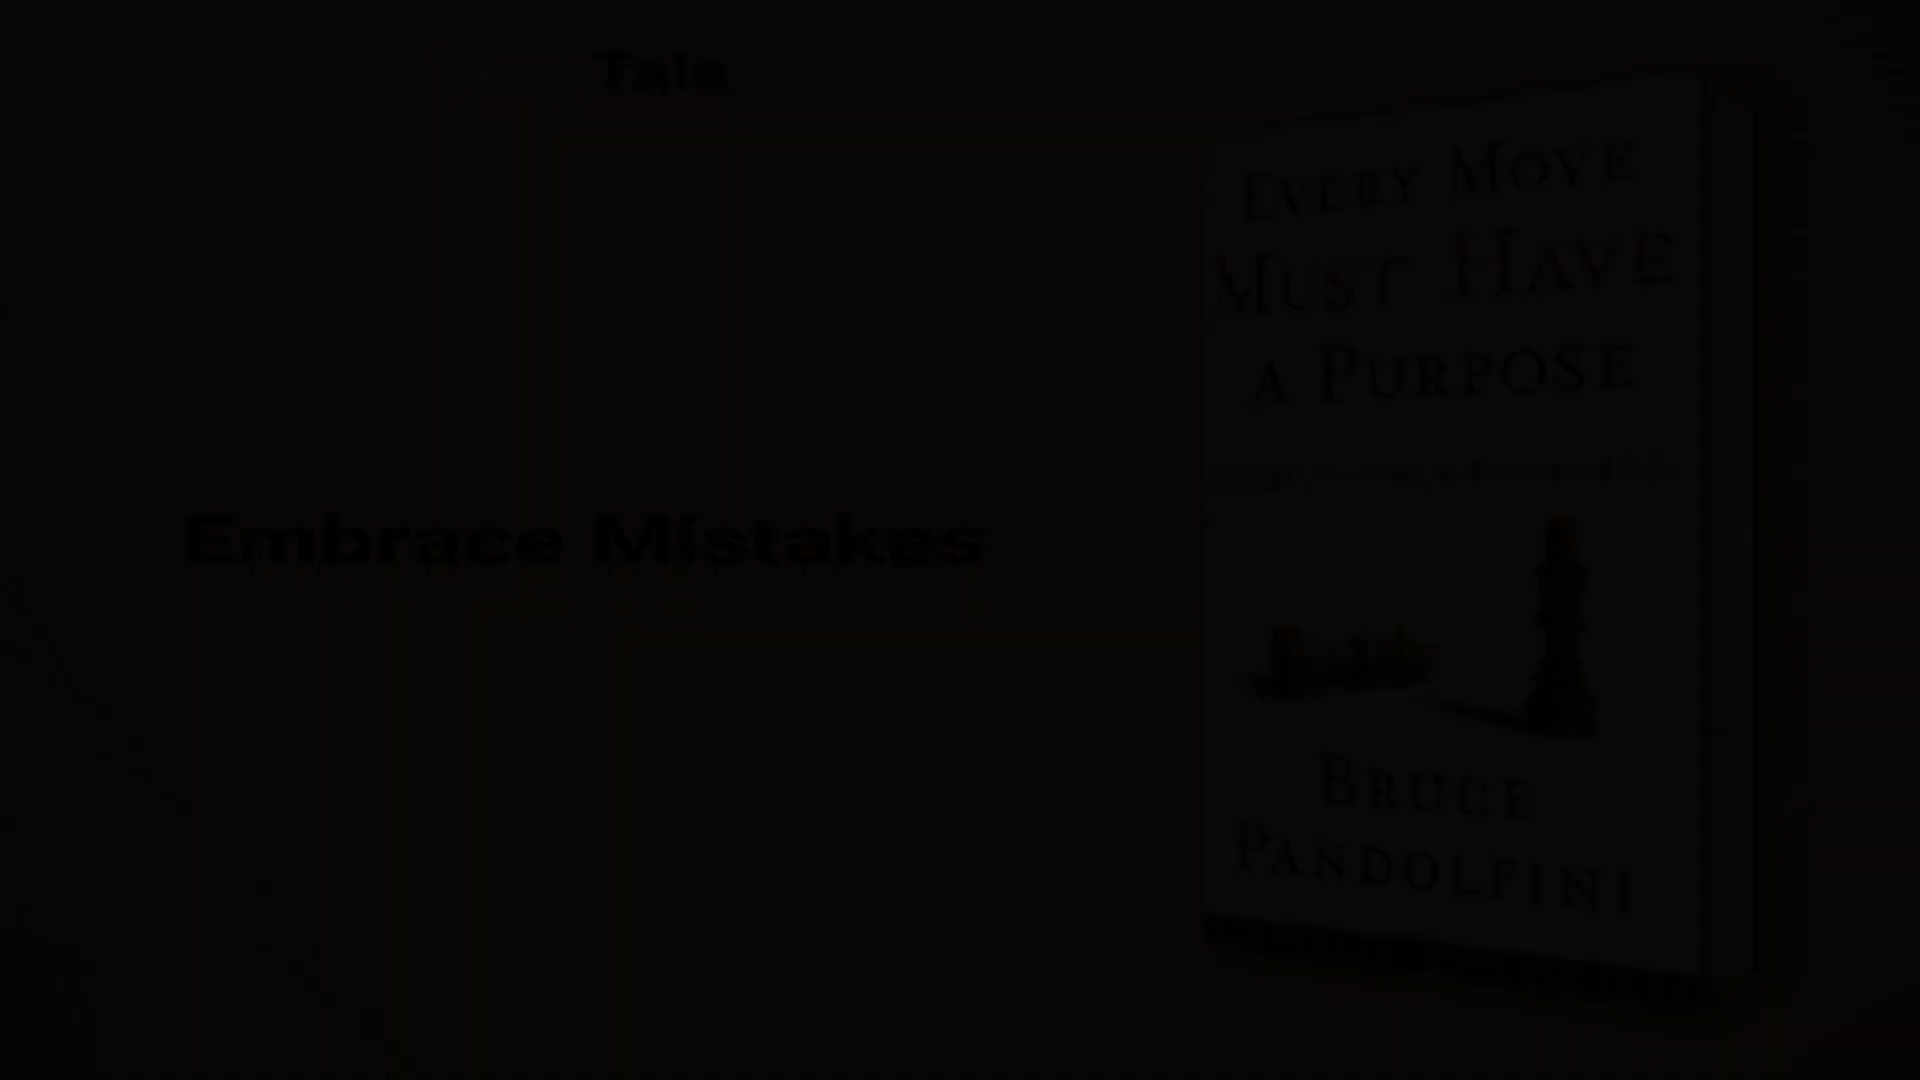 Tale
Embrace Mistakes
EVERY MOVE
MUST HAVE
A PURPOSE
BRUCE
PANDOLFINI